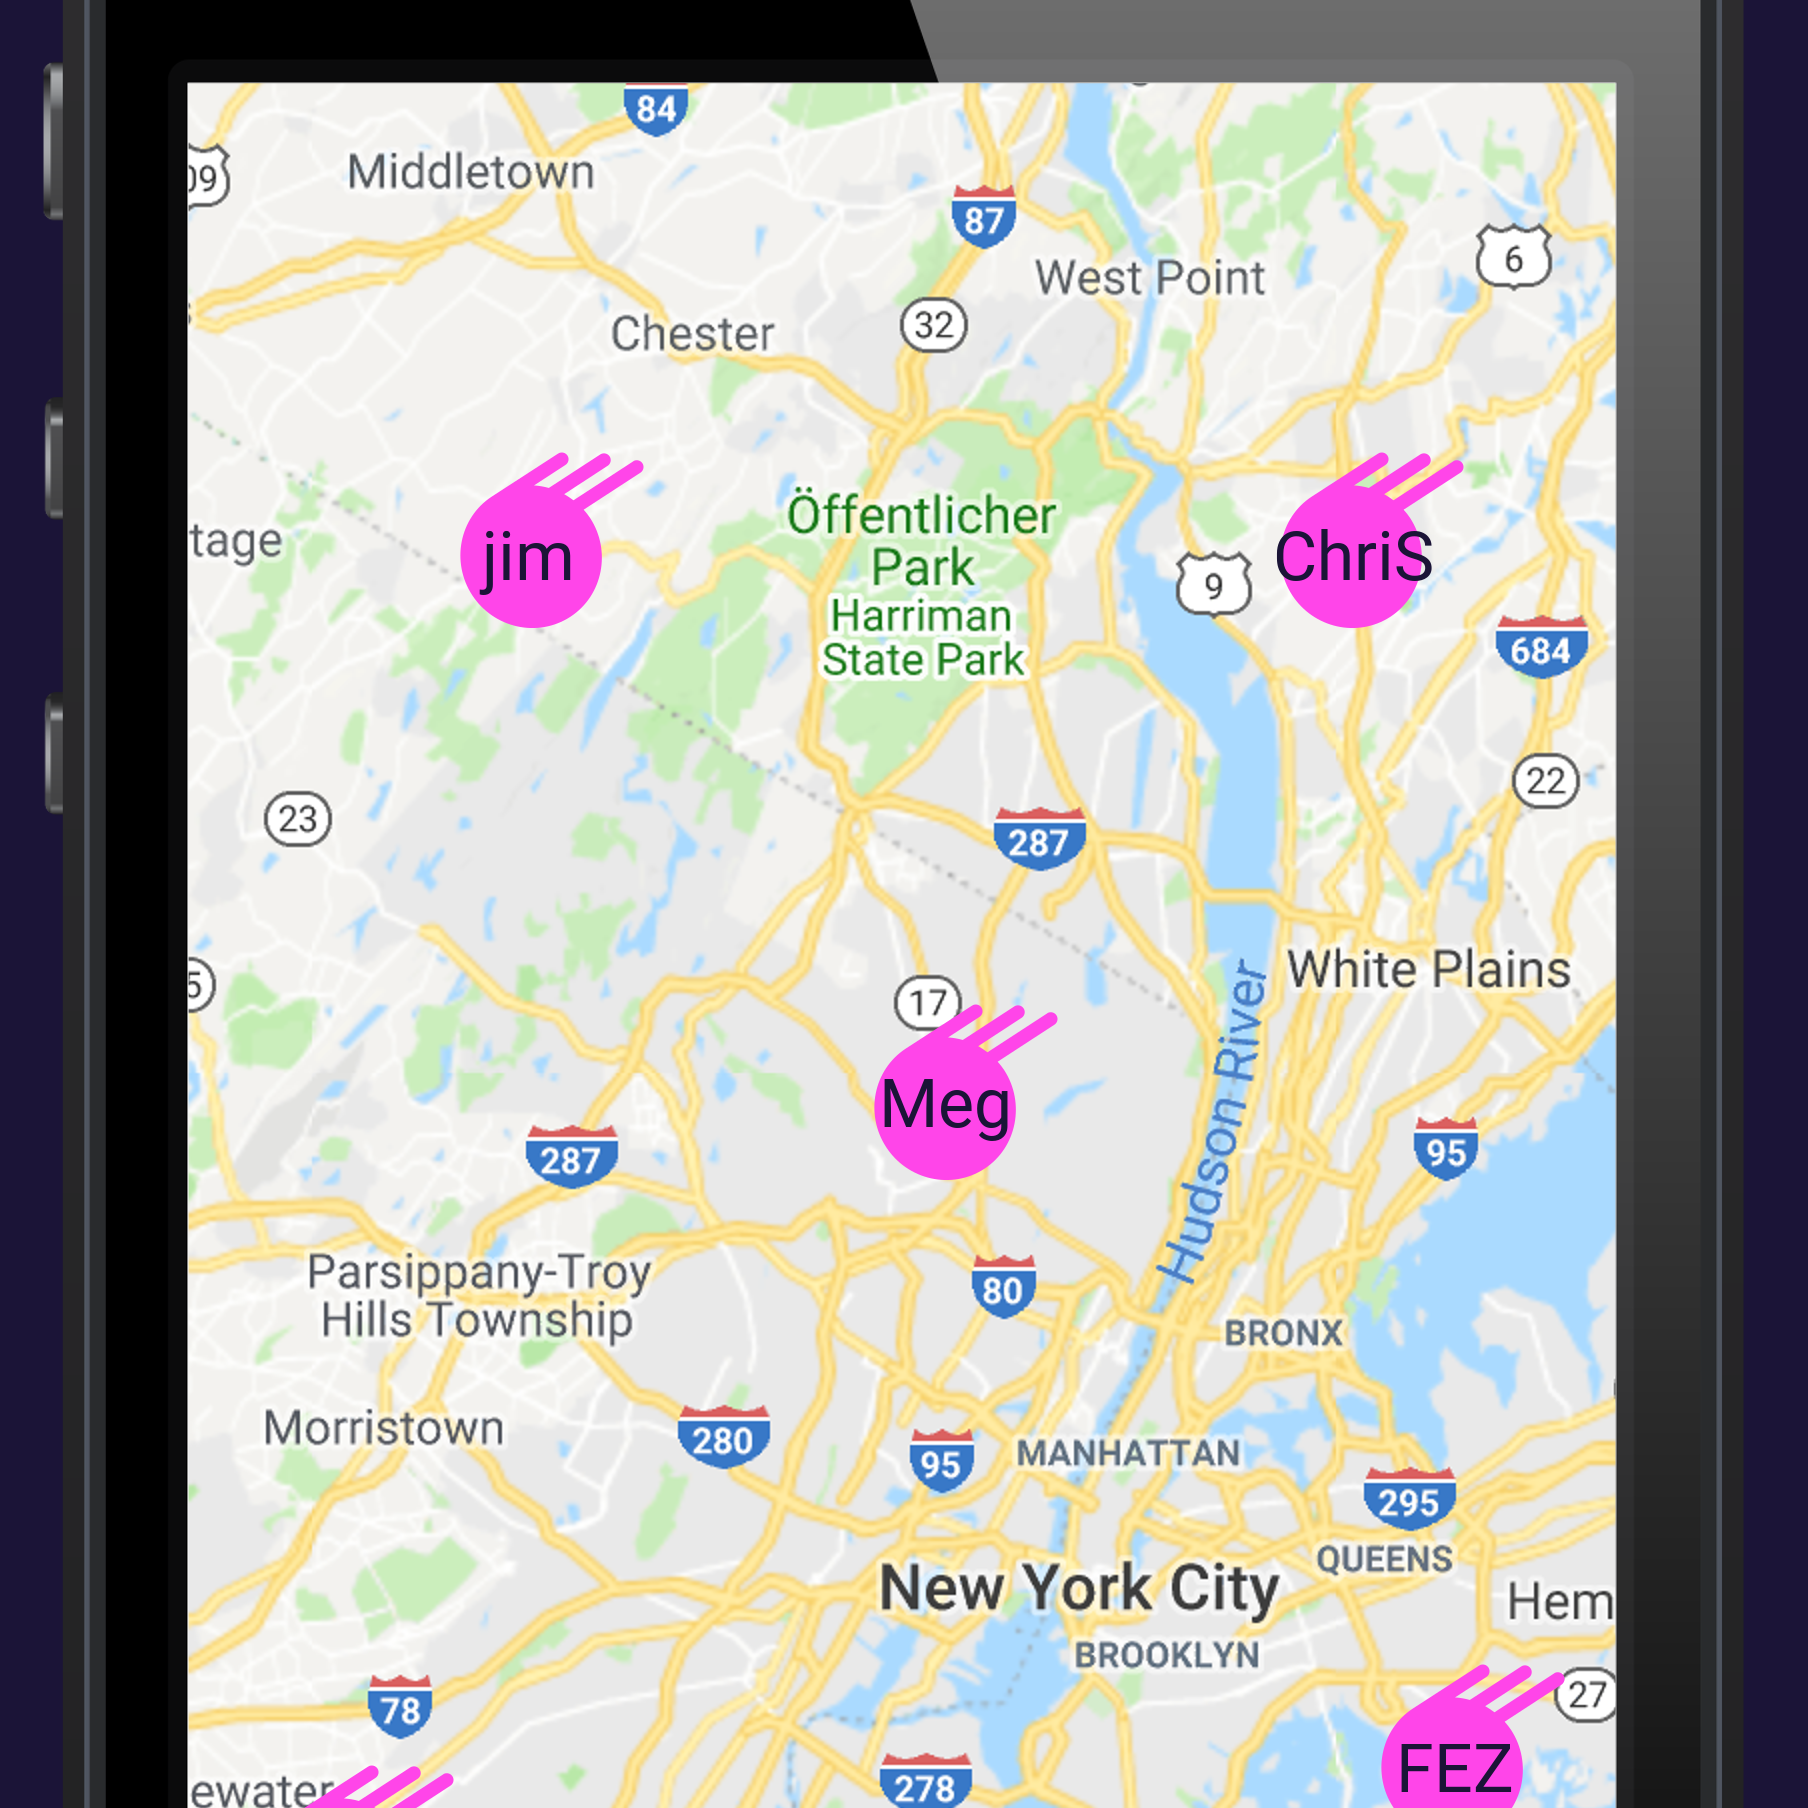 84
Middletown
09
87
6
West Point
32
Chester
Öffentlicher
Park
Harriman
State Park
jim
ChriS
tage
9
684
22
23
287
White Plains
5
17
Hudson River
Meg
95
287
Parsippany-Troy
Hills Township
80
BRONX
Morristown
280
95
MANHATTAN
295
QUEENS
New York City
Hem
BROOKLYN
27
78
FEZ
ewater
278